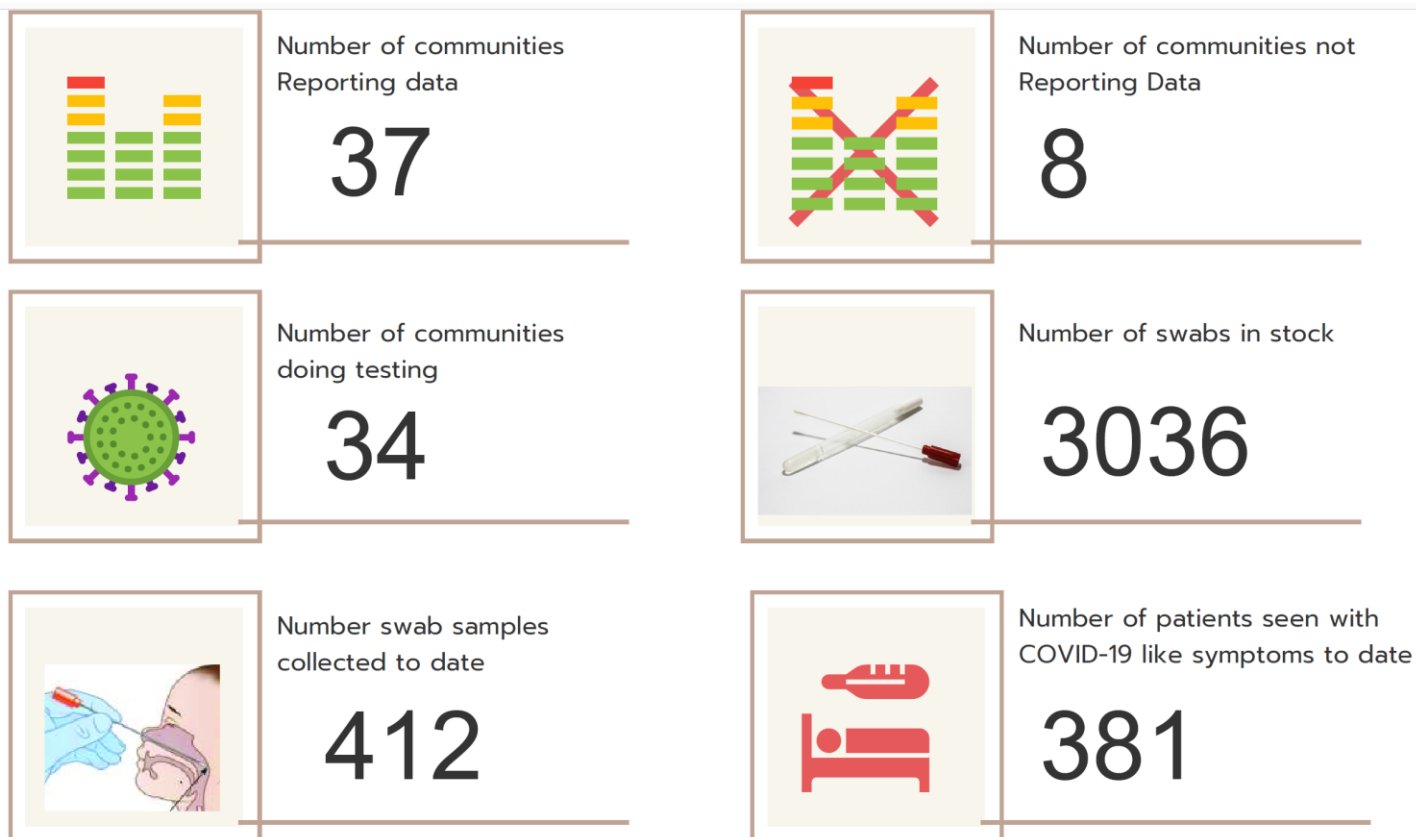 Number of communities
Reporting data
37
Number of communities not
Reporting Data
8
Number of communities
doing testing
34
Number of swabs in stock
3036
Number swab samples
collected to date
412
Number of patients seen with
COVID-19 like symptoms to date
381